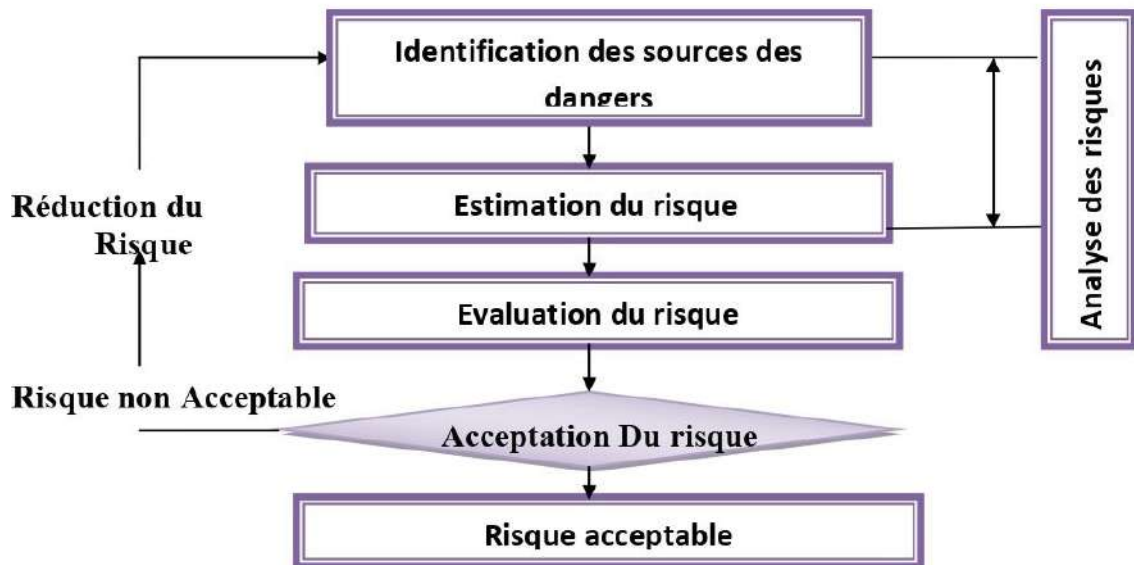 Identification des sources des
dangers
Estimation du risque
Evaluation du risque
Acceptation Du risque
Risque acceptable
Réduction du
Risque
Risque non Acceptable
Analyse des risques